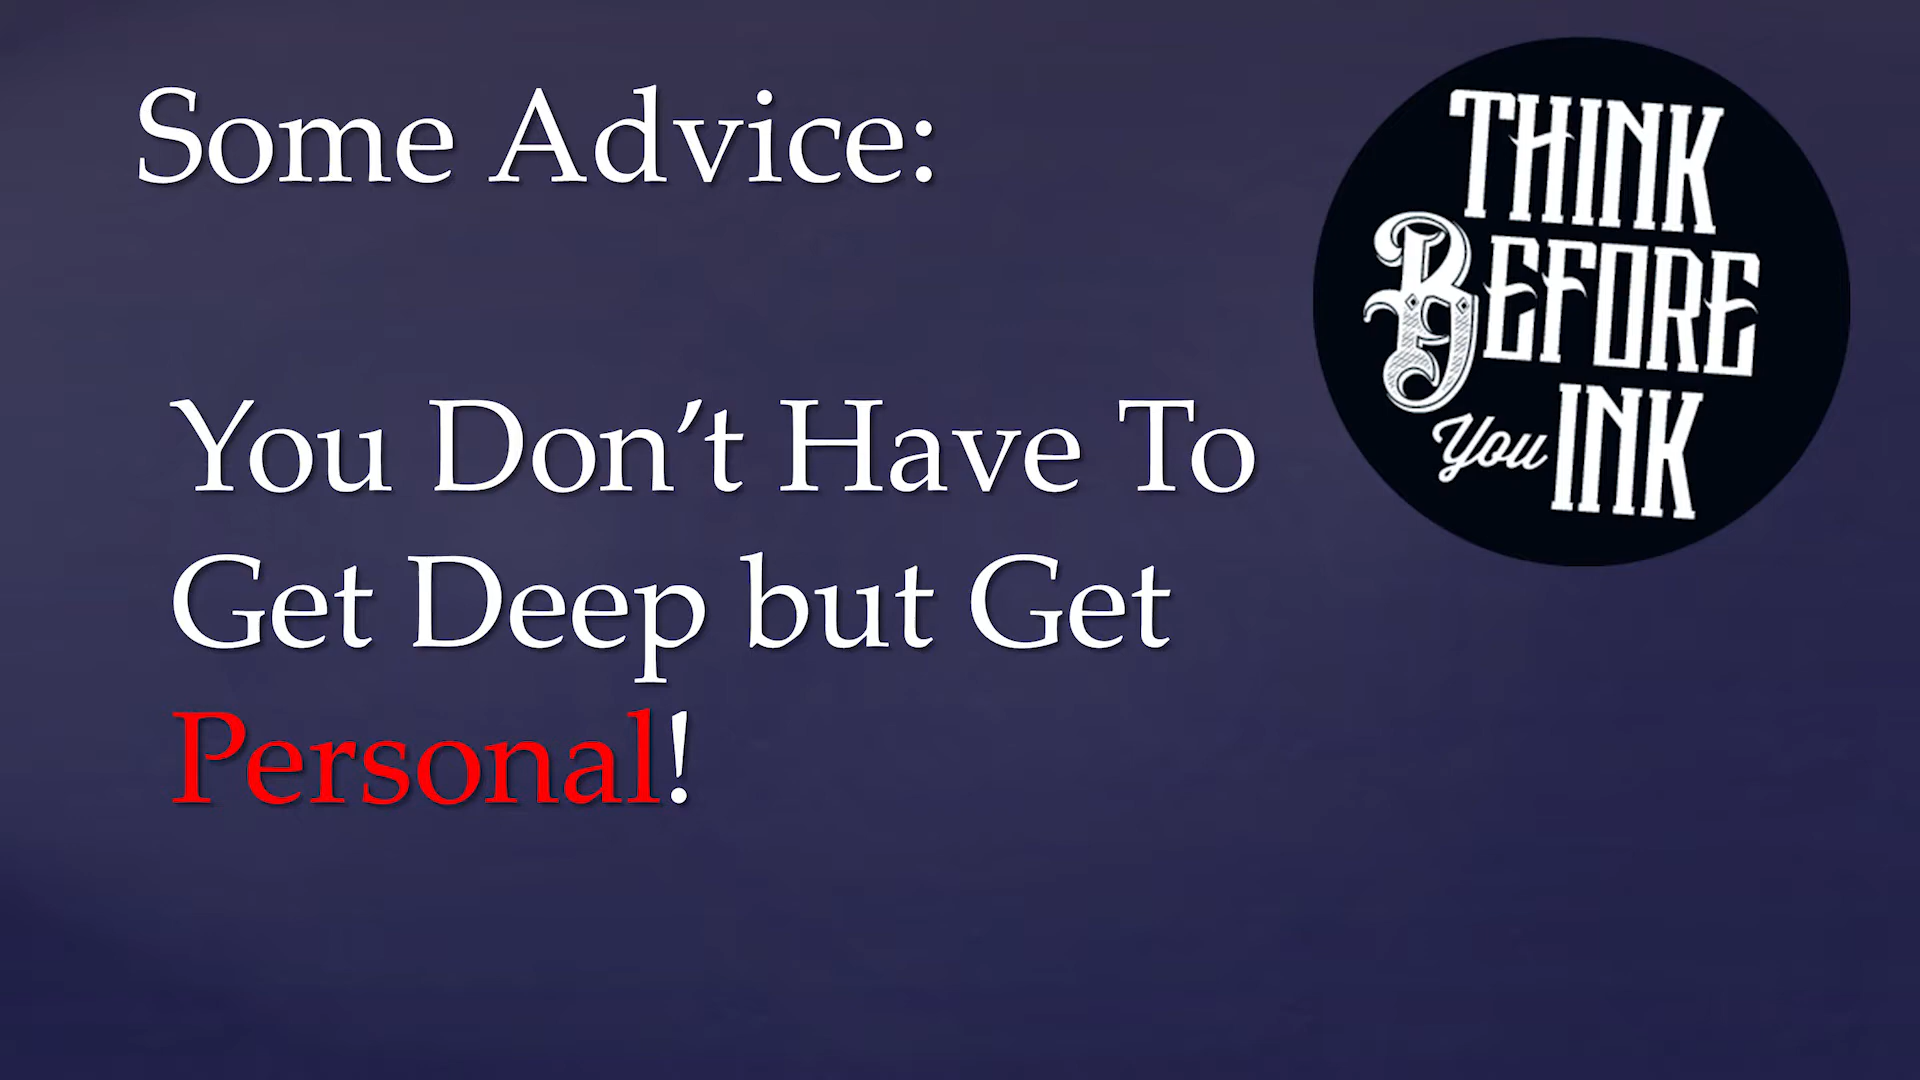 Some Advice:
You Don’t Have To
Get Deep but Get
Personal!
THINK
BEFORE
You INK